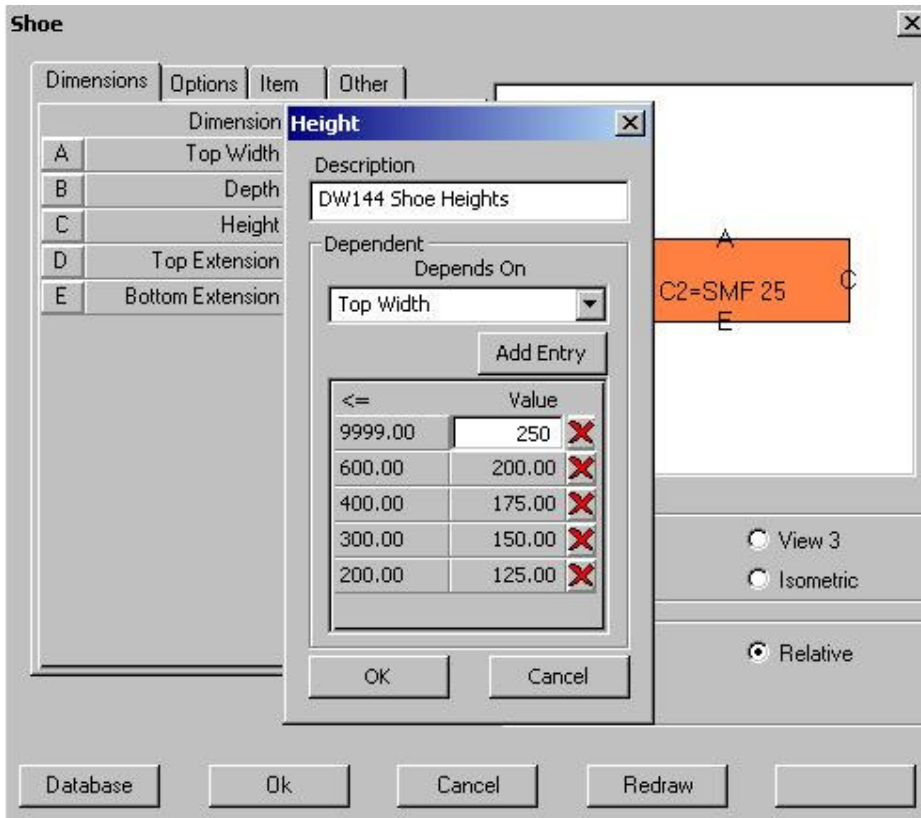 Shoe
Dimensions Options Item Other
Dimension
A Top Width
B Depth
C Height
D Top Extension
E Bottom Extension
Height
Description
DW144 Shoe Heights
Dependent
Depends On
Top Width
Add Entry
<= Value
9999.00 250
600.00 200.00
400.00 175.00
300.00 150.00
200.00 125.00
OK Cancel
A
C2=SMF 25 C
E
View 3
Isometric
Relative
Database Ok Cancel Redraw